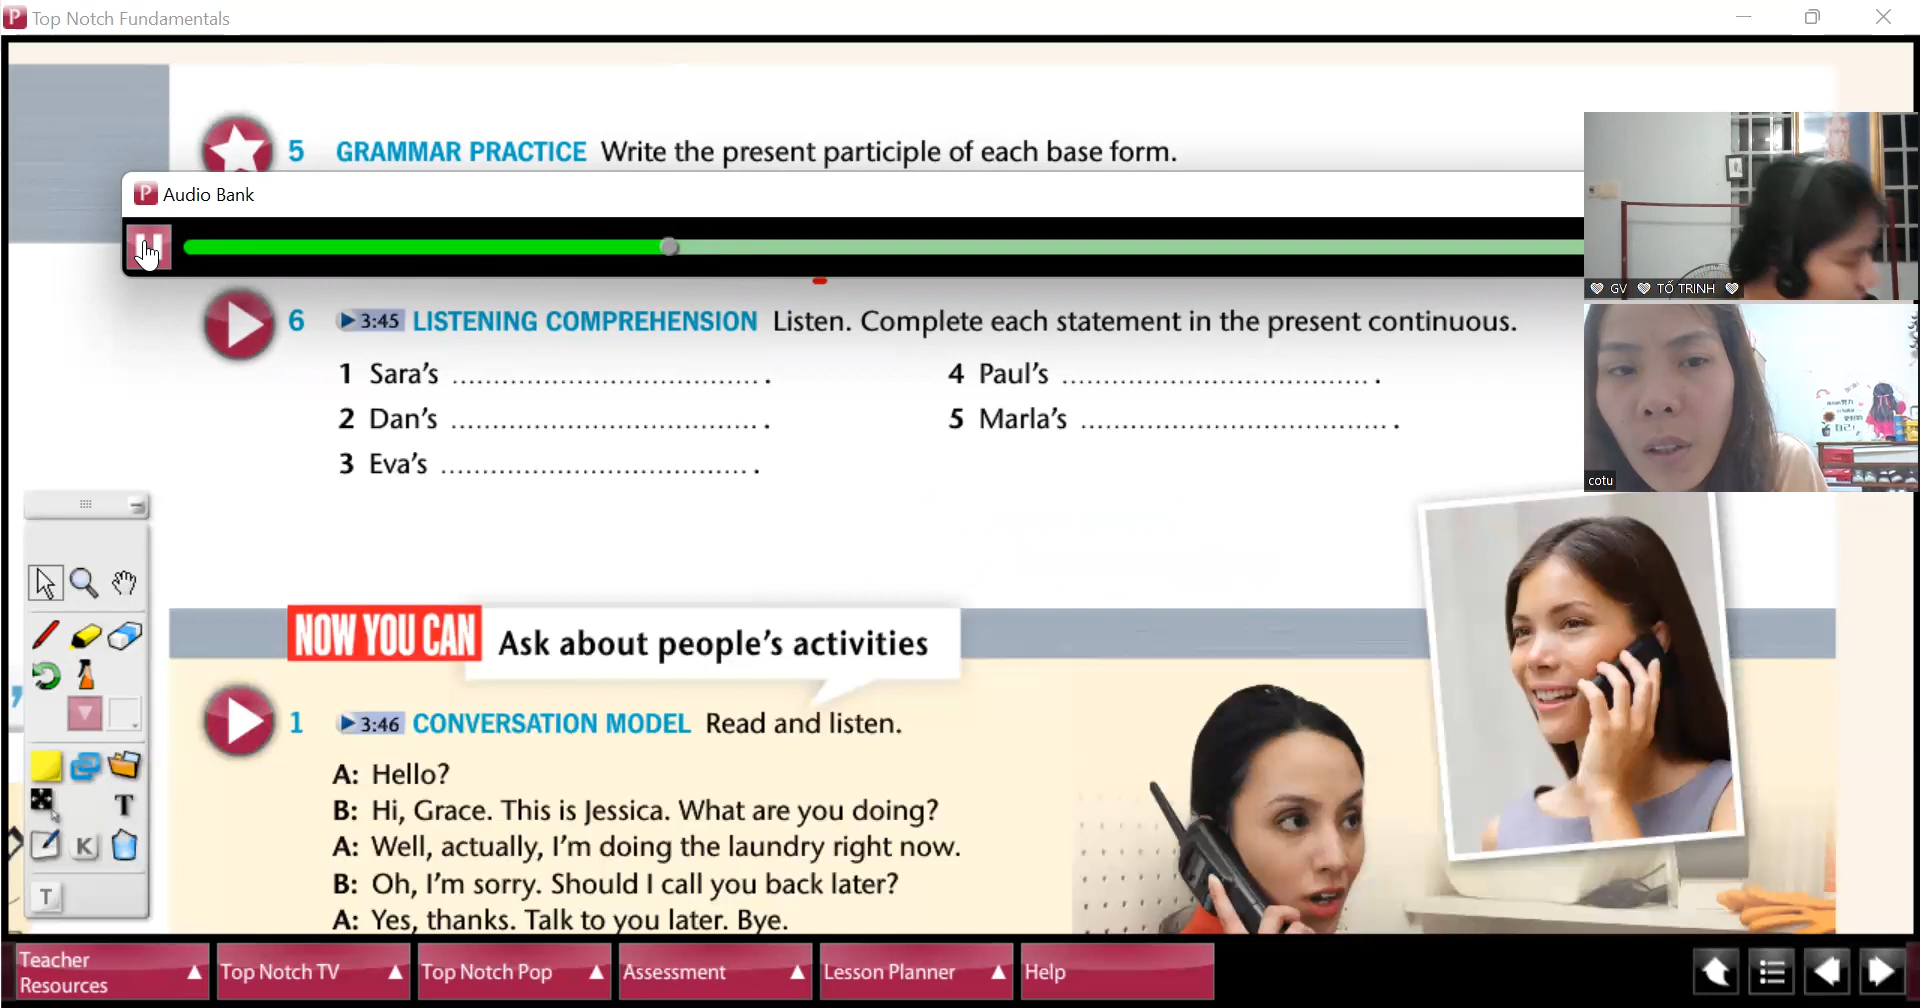 Top Notch Fundamentals
5 GRAMMAR PRACTICE Write the present participle of each base form.
Audio Bank
6 3:45 LISTENING COMPREHENSION Listen. Complete each statement in the present continuous.
1 Sara's .....................................
2 Dan's .......................................
3 Eva's .......................................
4 Paul's ......................................
5 Marla's .......................................
GV TỐ TRINH
cotu
NOW YOU CAN Ask about people's activities
1 3:46 CONVERSATION MODEL Read and listen.
A: Hello?
B: Hi, Grace. This is Jessica. What are you doing?
A: Well, actually, I'm doing the laundry right now.
B: Oh, I'm sorry. Should I call you back later?
A: Yes, thanks. Talk to you later. Bye.
T
K
T
Teacher Resources
Top Notch TV
Top Notch Pop
Assessment
Lesson Planner
Help